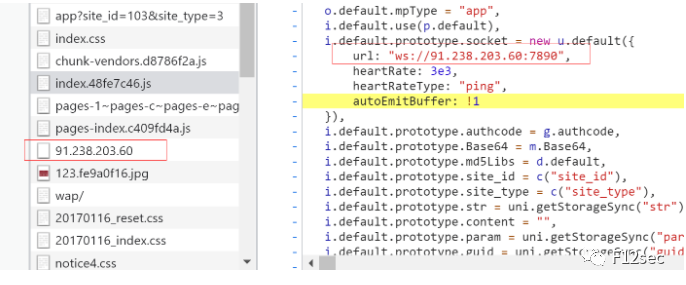 app?site_id=103&site_type=3
index.css
chunk-vendors.d8786f2a.js
index.48fe7c46.js
pages-1~pages-c~pages-e~pag
pages-index.c409fd4a.js
91.238.203.60
123.fe9a0f16.jpg
wap/
20170116_reset.css
20170116_index.css
notice4.css
o.default.mpType = "app",
i.default.use(p.default),
i.default.prototype.socket = new u.default({
url: "ws://91.238.203.60:7890",
heartRate: 3e3,
heartRateType: "ping",
autoEmitBuffer: !1
}),
i.default.prototype.authcode = g.authcode,
i.default.prototype.Base64 = m.Base64,
i.default.prototype.md5Libs = d.default,
i.default.prototype.site_id = c("site_id"),
i.default.prototype.site_type = c("site_type"),
i.default.prototype.str = uni.getStorageSync("str")
i.default.prototype.content = "",
i.default.prototype.param = uni.getStorageSync("par
i.default.prototype.guid = uni.getStorageSync("guid
F12sec